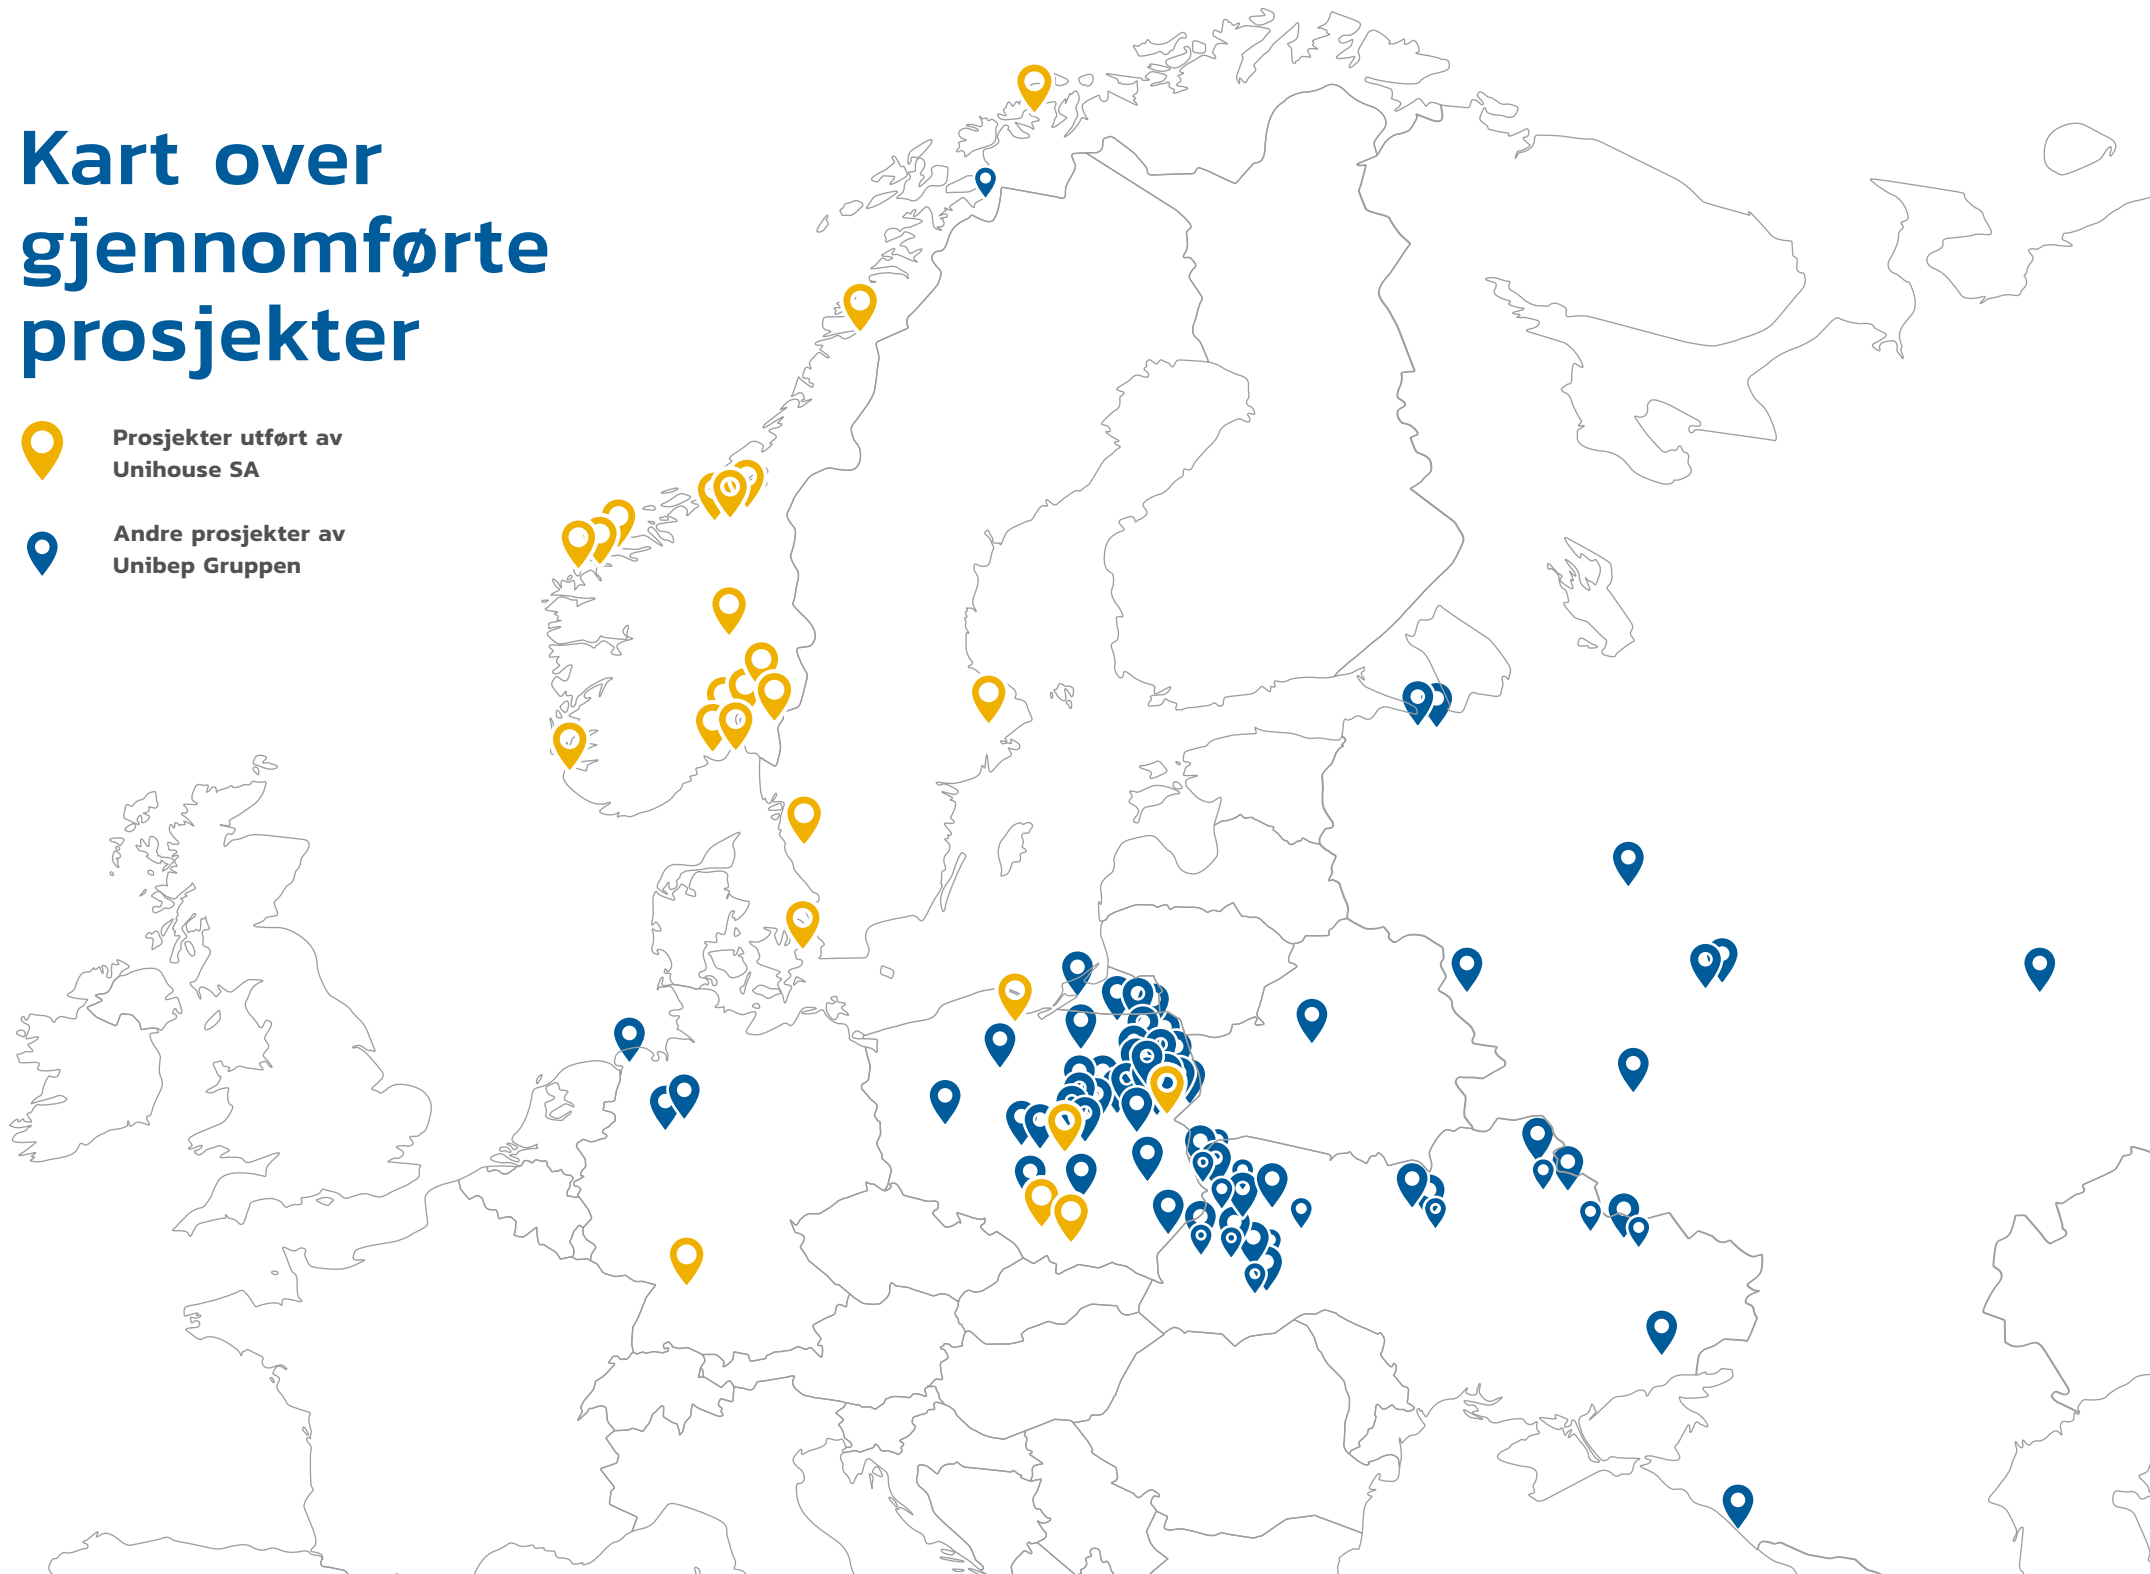 Kart over
gjennomførte
prosjekter
Prosjekter utført av
Unihouse SA
Andre prosjekter av
Unibep Gruppen